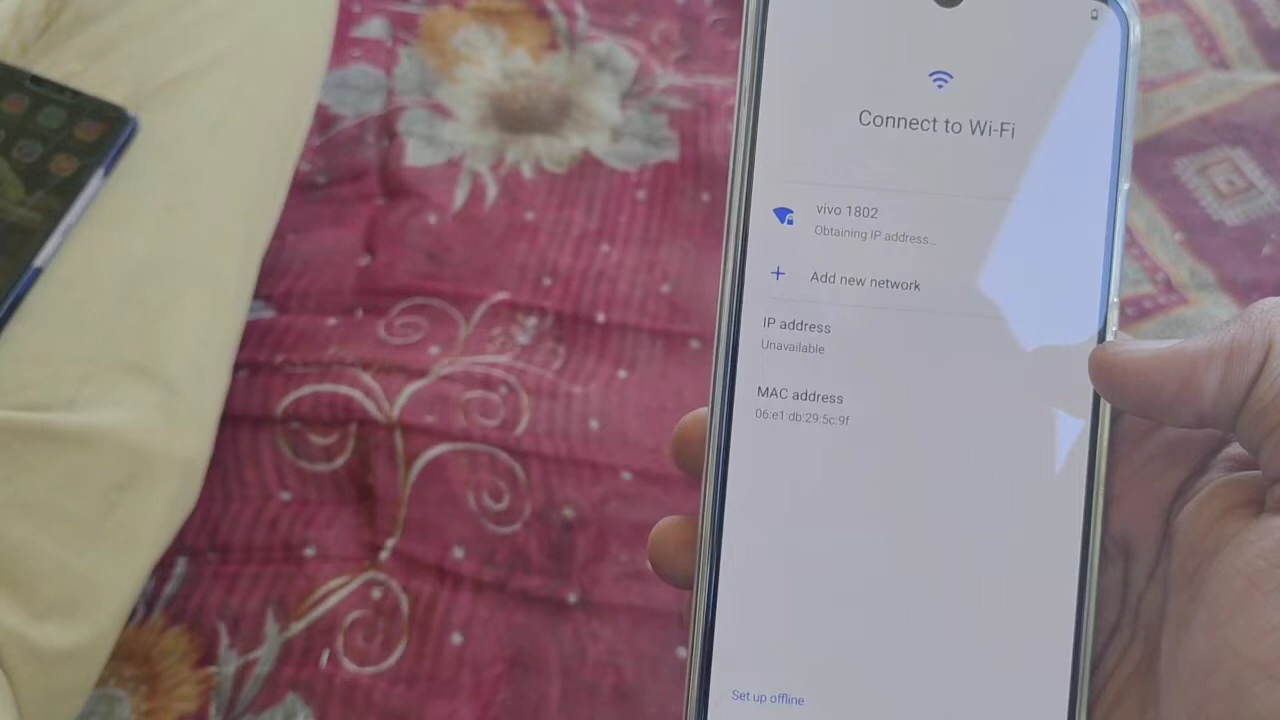 Connect to Wi-Fi
vivo 1802
Obtaining IP address...
Add new network
IP address
Unavailable
MAC address
06:e1:db:29:5c:9f
Set up offline